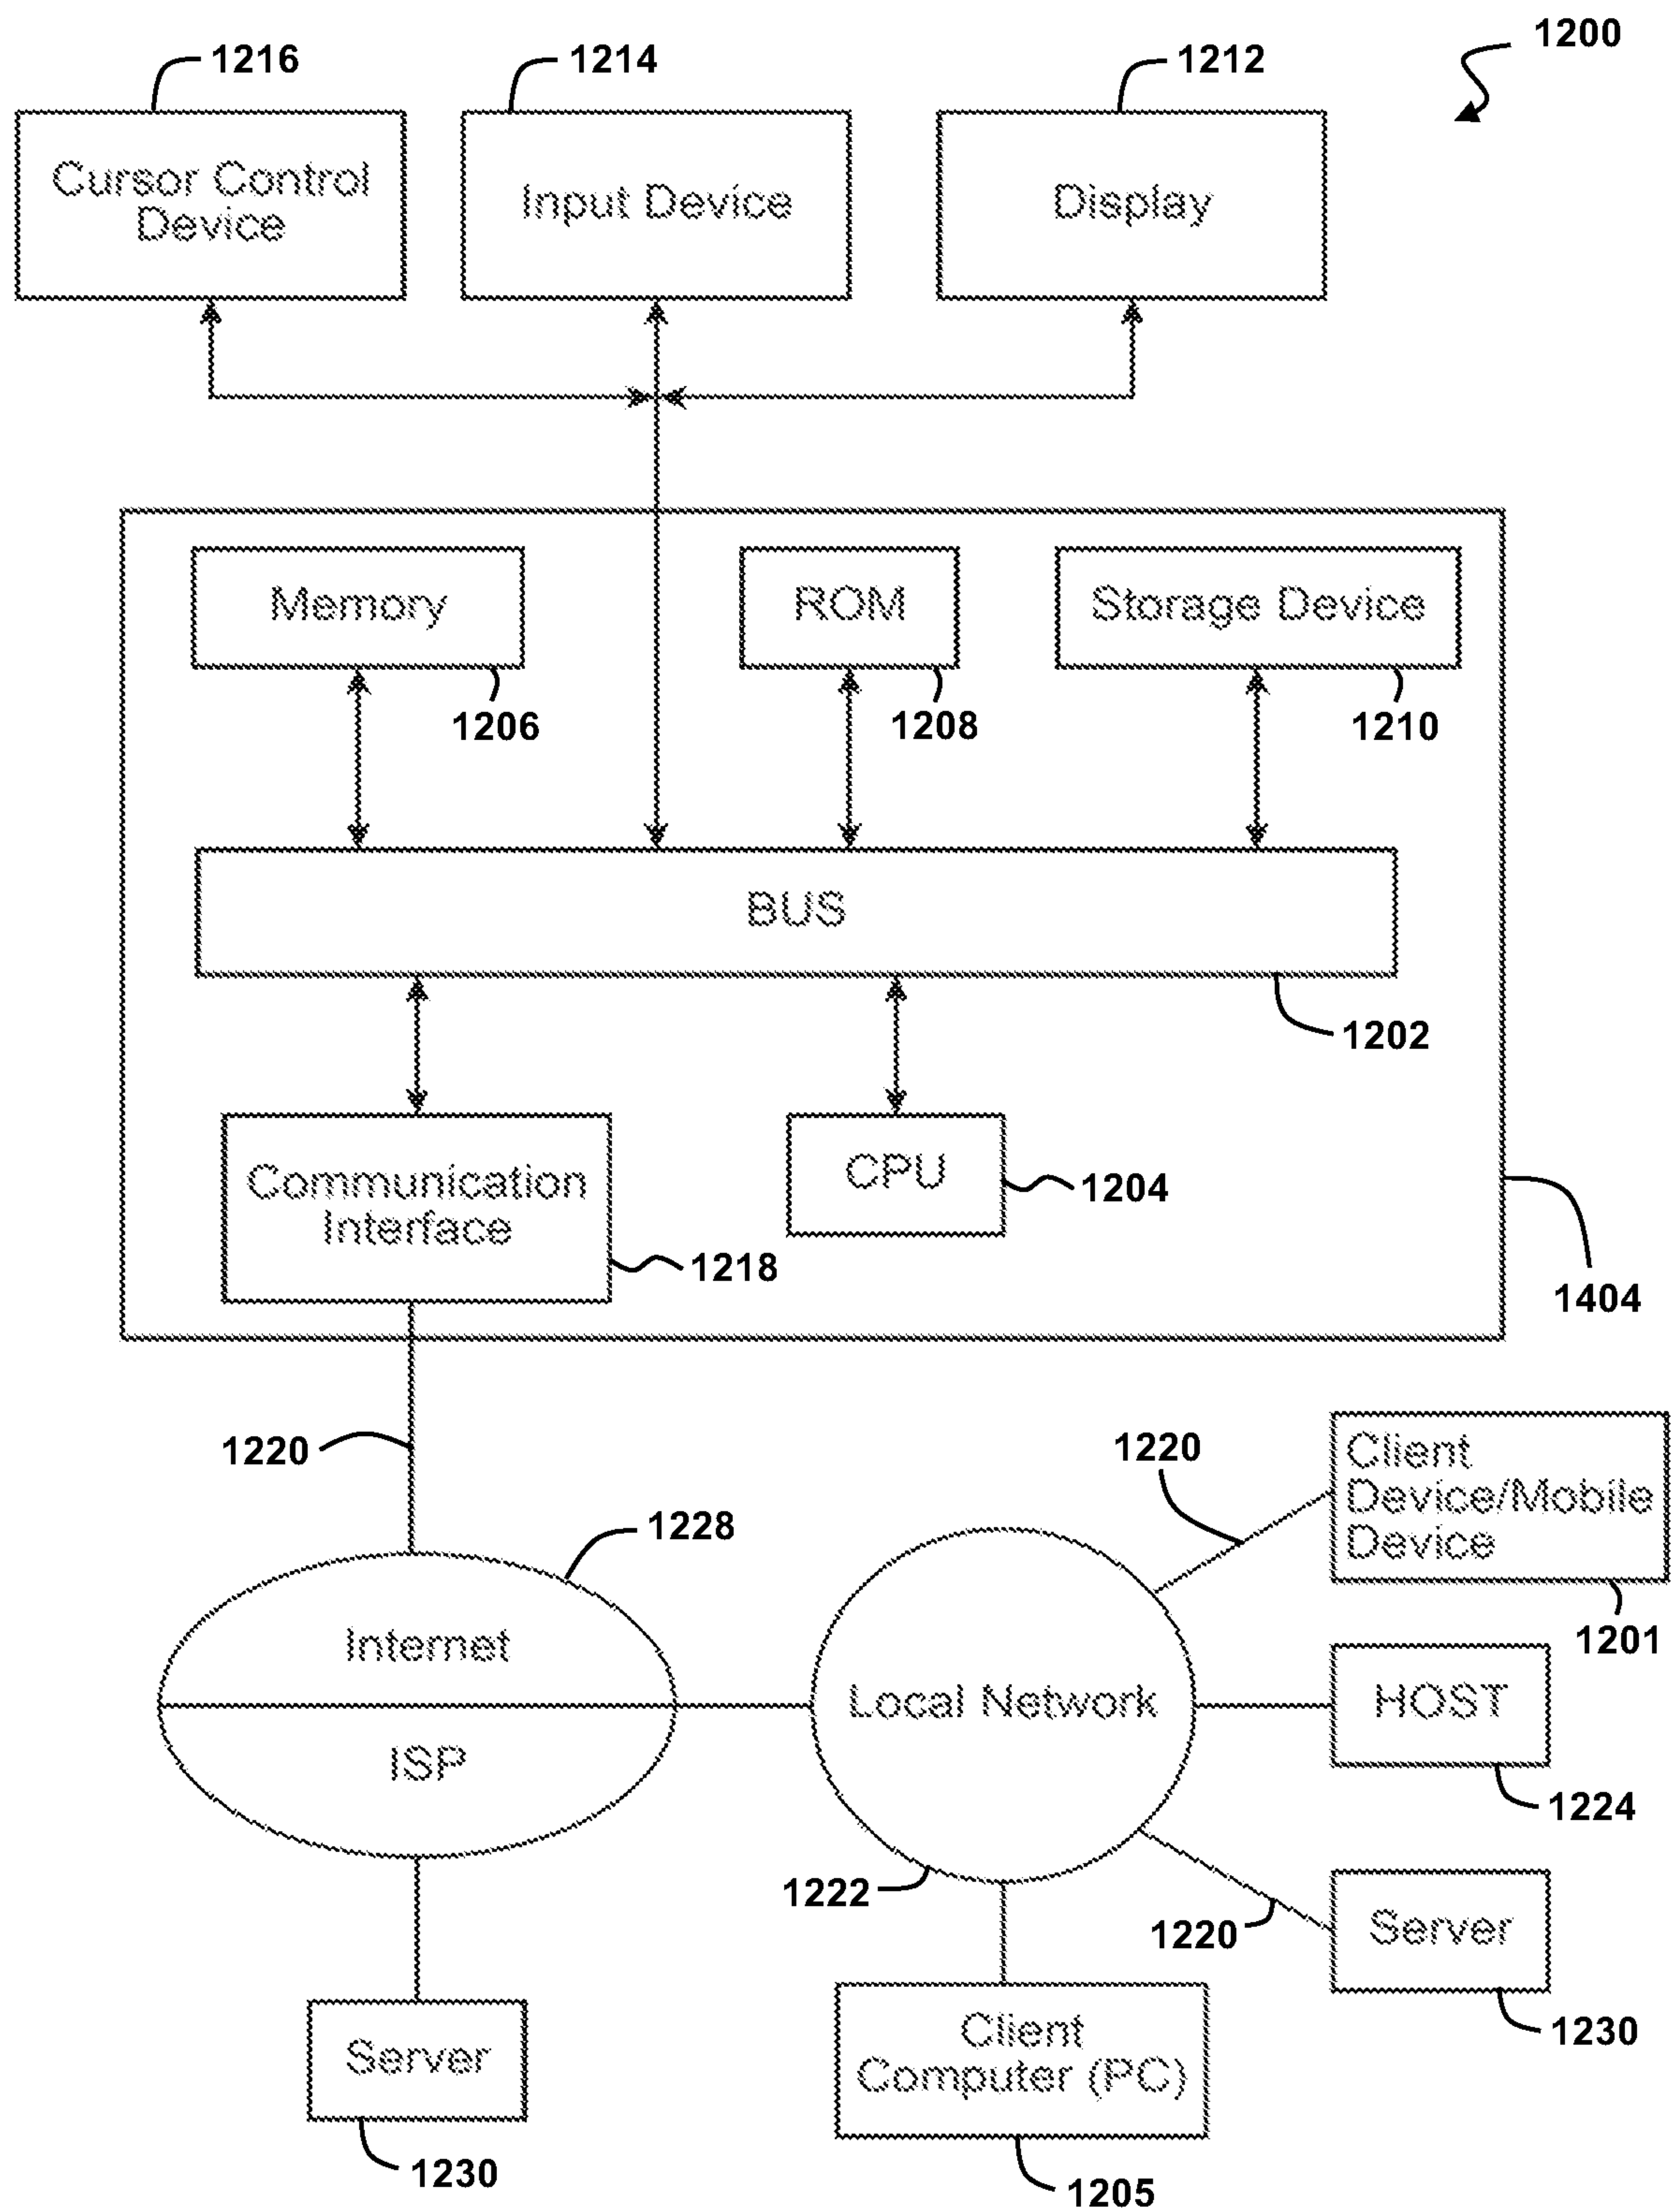 1200
1216
1214
1212
Cursor Control
Device
Input Device
Display
Memory
ROM
Storage Device
1206
1208
1210
BUS
1202
Communication
Interface
CPU
1204
1218
1404
1220
1220
Client
Device/Mobile
Device
1228
1201
Internet
ISP
Local Network
HOST
1224
1222
1220
Server
1230
Server
1230
Client
Computer (PC)
1205